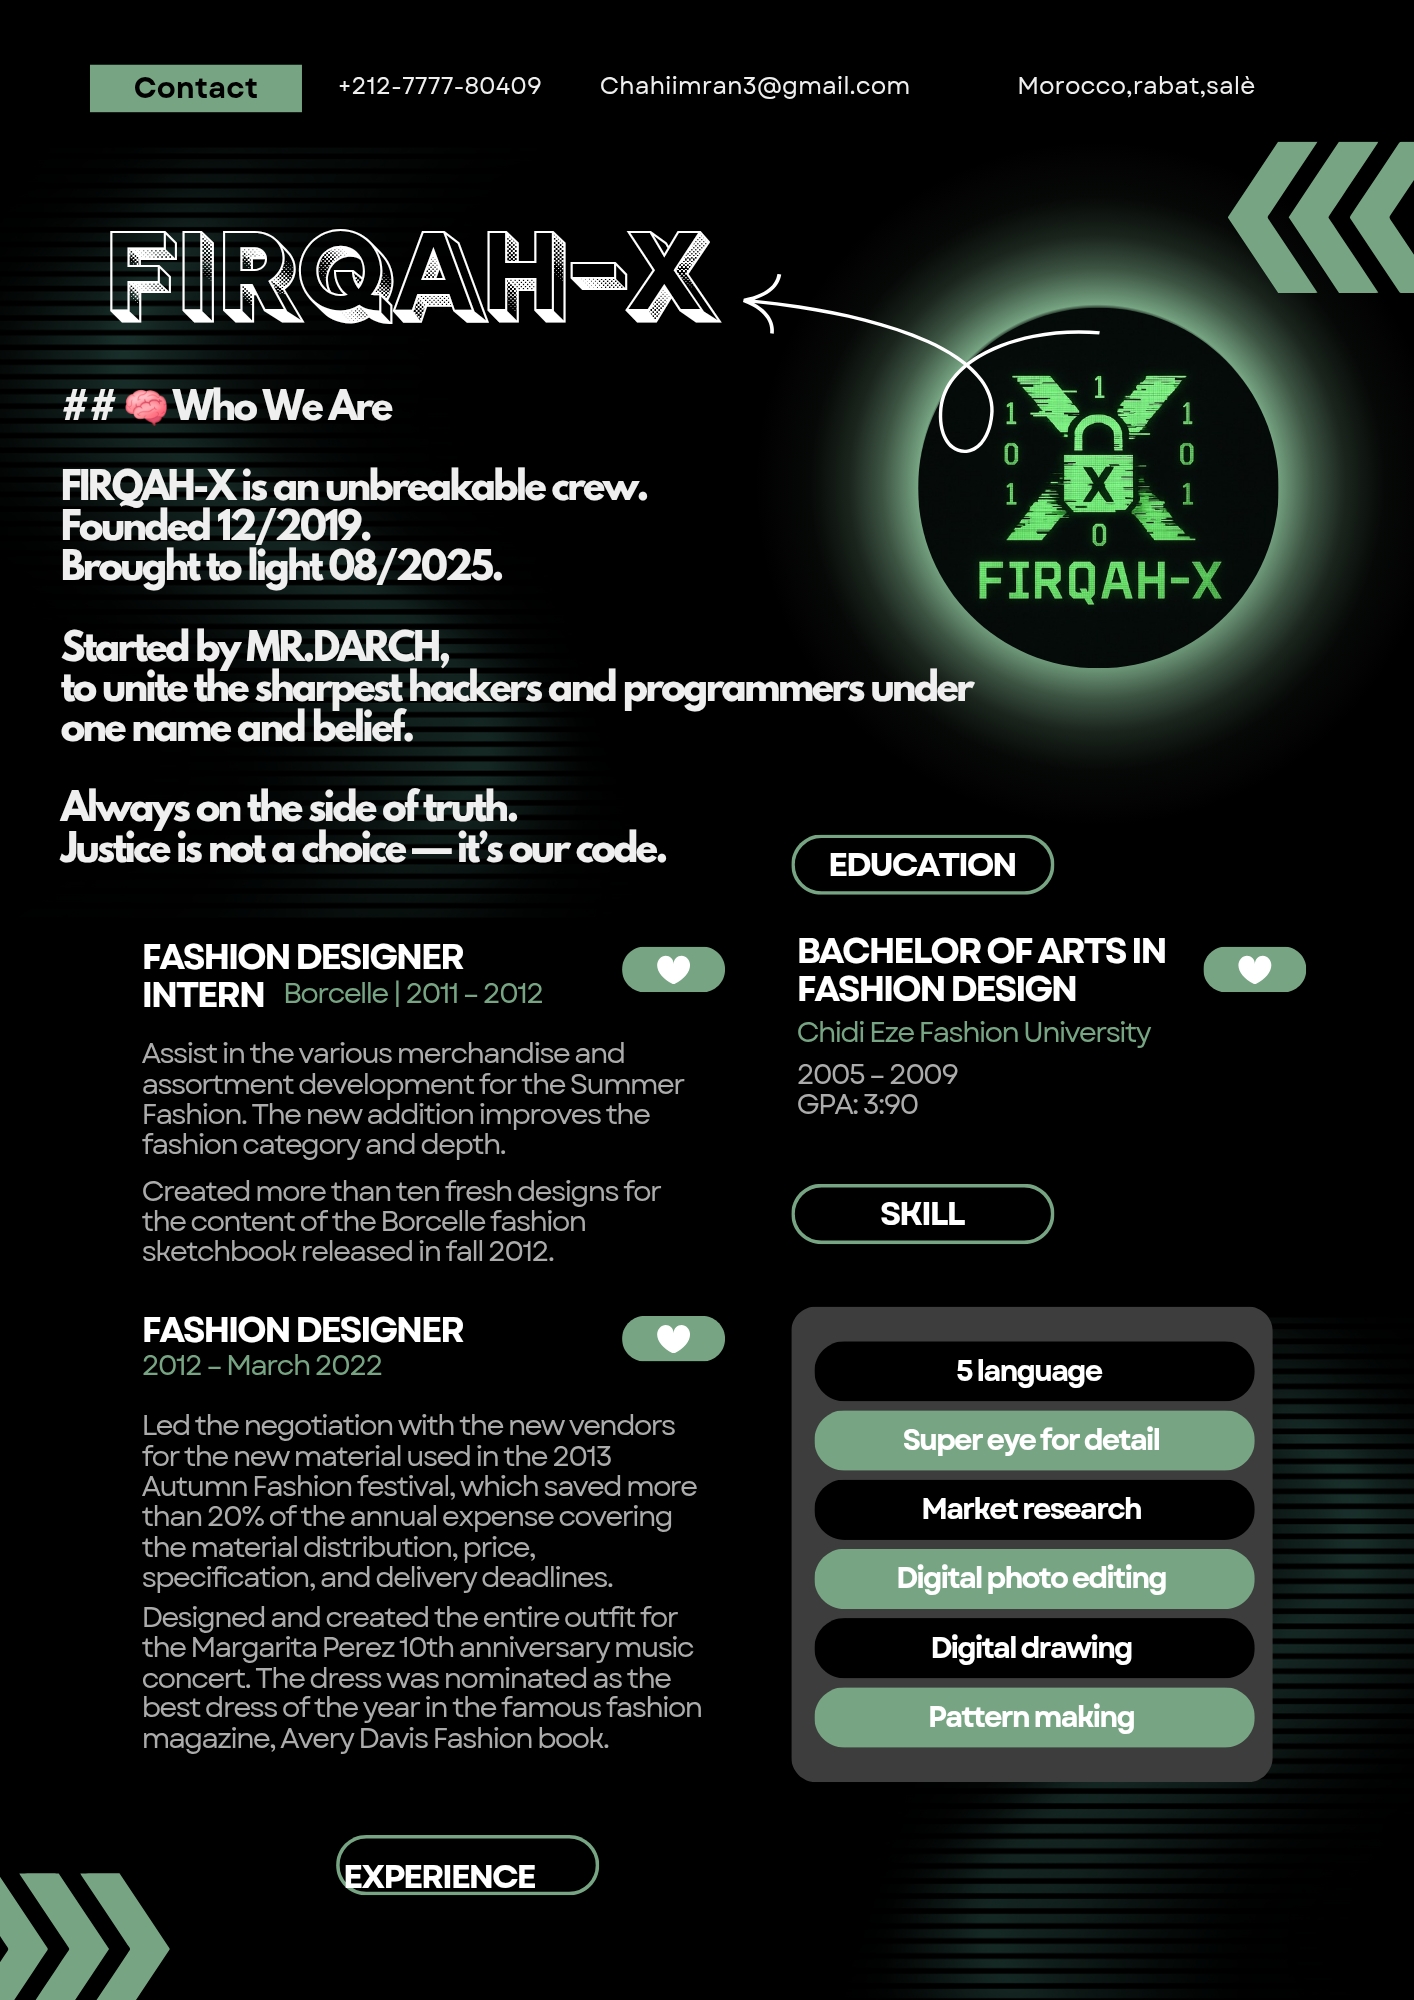 Contact
+212-7777-80409
Chahiimran3@gmail.com
Morocco,rabat,salè
FIRQAH-X
1
1 1
0 0
X
1 1
0
FIRQAH-X
## 🧠 Who We Are
FIRQAH-X is an unbreakable crew.
Founded 12/2019.
Brought to light 08/2025.
Started by MR.DARCH,
to unite the sharpest hackers and programmers under
one name and belief.
Always on the side of truth.
Justice is not a choice — it’s our code.
FASHION DESIGNER
INTERN Borcelle | 2011 – 2012
Assist in the various merchandise and
assortment development for the Summer
Fashion. The new addition improves the
fashion category and depth.
Created more than ten fresh designs for
the content of the Borcelle fashion
sketchbook released in fall 2012.
FASHION DESIGNER
2012 – March 2022
Led the negotiation with the new vendors
for the new material used in the 2013
Autumn Fashion festival, which saved more
than 20% of the annual expense covering
the material distribution, price,
specification, and delivery deadlines.
Designed and created the entire outfit for
the Margarita Perez 10th anniversary music
concert. The dress was nominated as the
best dress of the year in the famous fashion
magazine, Avery Davis Fashion book.
EXPERIENCE
EDUCATION
BACHELOR OF ARTS IN
FASHION DESIGN
Chidi Eze Fashion University
2005 – 2009
GPA: 3:90
SKILL
5 language
Super eye for detail
Market research
Digital photo editing
Digital drawing
Pattern making